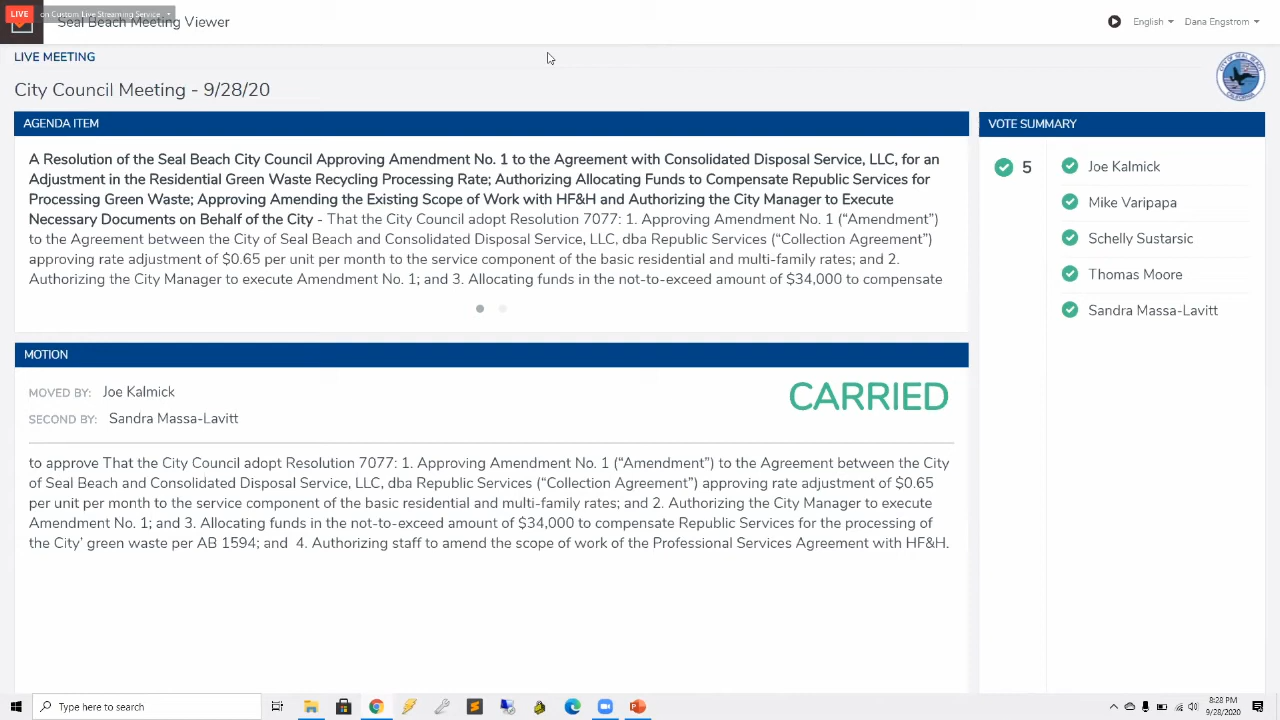 LIVE
on Custom Live Streaming Service
Seal Beach Meeting Viewer
English
Dana Engstrom
LIVE MEETING
City Council Meeting - 9/28/20
CITY OF SEAL BEACH
CALIFORNIA
AGENDA ITEM
A Resolution of the Seal Beach City Council Approving Amendment No. 1 to the Agreement with Consolidated Disposal Service, LLC, for an
Adjustment in the Residential Green Waste Recycling Processing Rate; Authorizing Allocating Funds to Compensate Republic Services for
Processing Green Waste; Approving Amending the Existing Scope of Work with HF&H and Authorizing the City Manager to Execute
Necessary Documents on Behalf of the City - That the City Council adopt Resolution 7077: 1. Approving Amendment No. 1 (“Amendment”)
to the Agreement between the City of Seal Beach and Consolidated Disposal Service, LLC, dba Republic Services (“Collection Agreement”)
approving rate adjustment of $0.65 per unit per month to the service component of the basic residential and multi-family rates; and 2.
Authorizing the City Manager to execute Amendment No. 1; and 3. Allocating funds in the not-to-exceed amount of $34,000 to compensate
VOTE SUMMARY
5
Joe Kalmick
Mike Varipapa
Schelly Sustarsic
Thomas Moore
Sandra Massa-Lavitt
MOTION
MOVED BY: Joe Kalmick
SECOND BY: Sandra Massa-Lavitt
CARRIED
to approve That the City Council adopt Resolution 7077: 1. Approving Amendment No. 1 (“Amendment”) to the Agreement between the City
of Seal Beach and Consolidated Disposal Service, LLC, dba Republic Services (“Collection Agreement”) approving rate adjustment of $0.65
per unit per month to the service component of the basic residential and multi-family rates; and 2. Authorizing the City Manager to execute
Amendment No. 1; and 3. Allocating funds in the not-to-exceed amount of $34,000 to compensate Republic Services for the processing of
the City’ green waste per AB 1594; and 4. Authorizing staff to amend the scope of work of the Professional Services Agreement with HF&H.
Type here to search
8:28 PM
9/28/2020